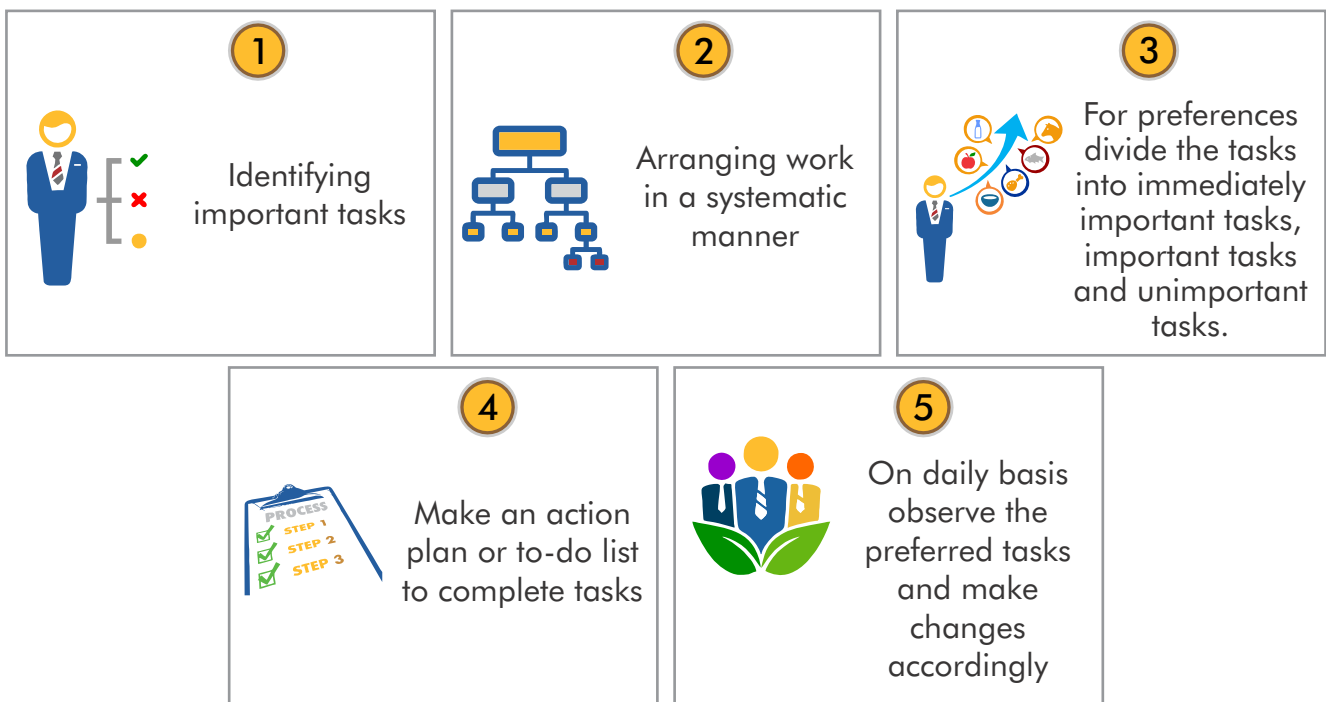 1
Identifying
important tasks
2
Arranging work
in a systematic
manner
3
For preferences
divide the tasks
into immediately
important tasks,
important tasks
and unimportant
tasks.
4
PROCESS
STEP 1
STEP 2
STEP 3
Make an action
plan or to-do list
to complete tasks
5
On daily basis
observe the
preferred tasks
and make
changes
accordingly